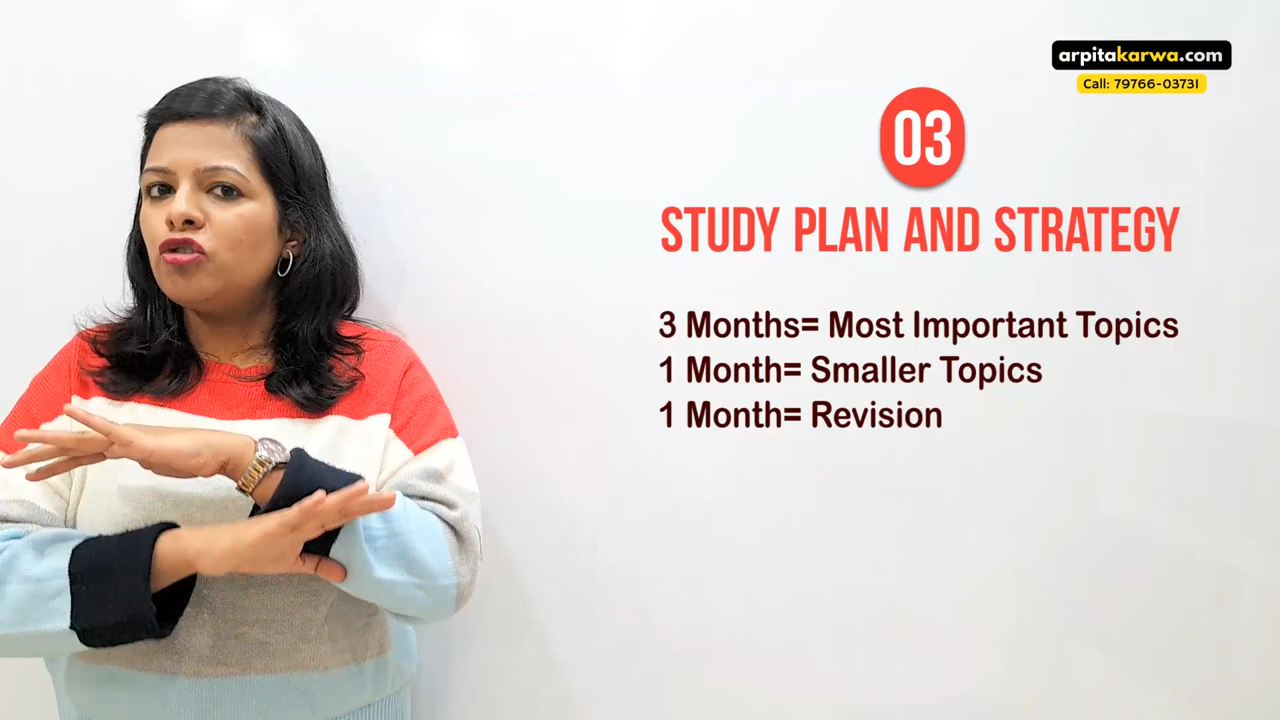 arpitakarwa.com
Call: 79766-03731
03
STUDY PLAN AND STRATEGY
3 Months= Most Important Topics
1 Month= Smaller Topics
1 Month= Revision